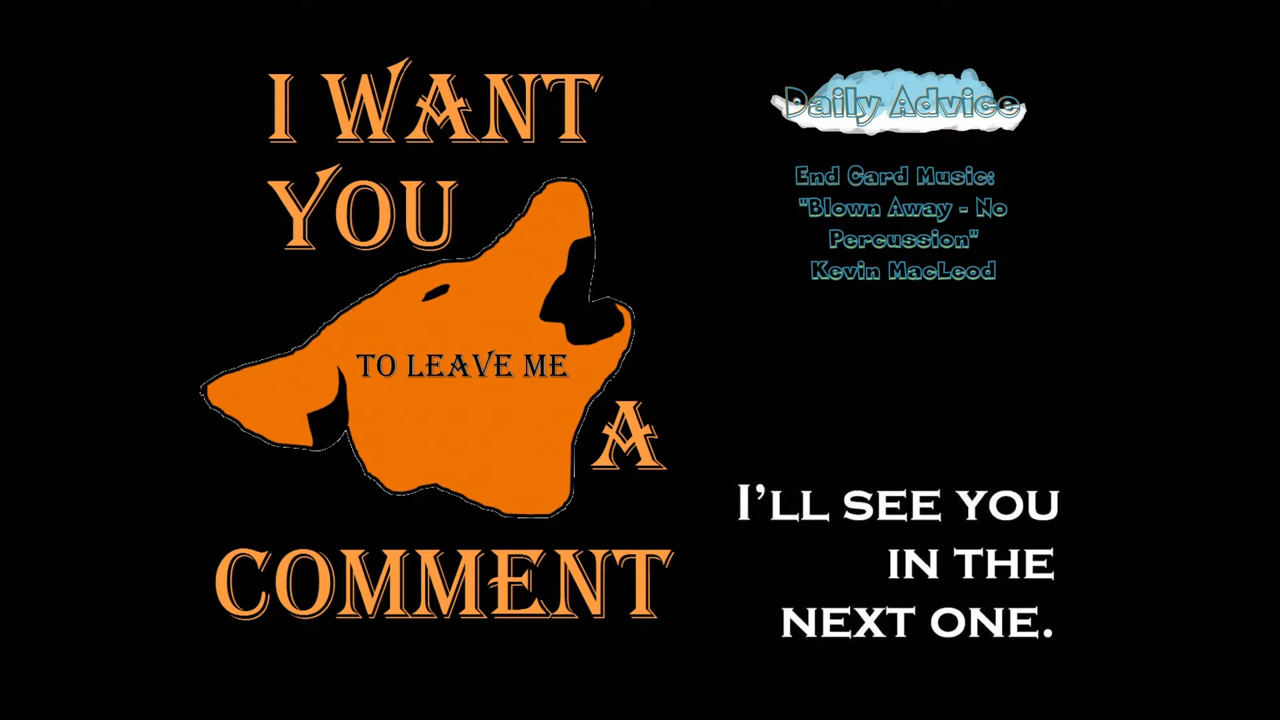 I WANT
YOU
TO LEAVE ME
A
COMMENT
Daily Advice
End Card Music:
"Blown Away - No
Percussion"
Kevin MacLeod
I'LL SEE YOU
IN THE
NEXT ONE.